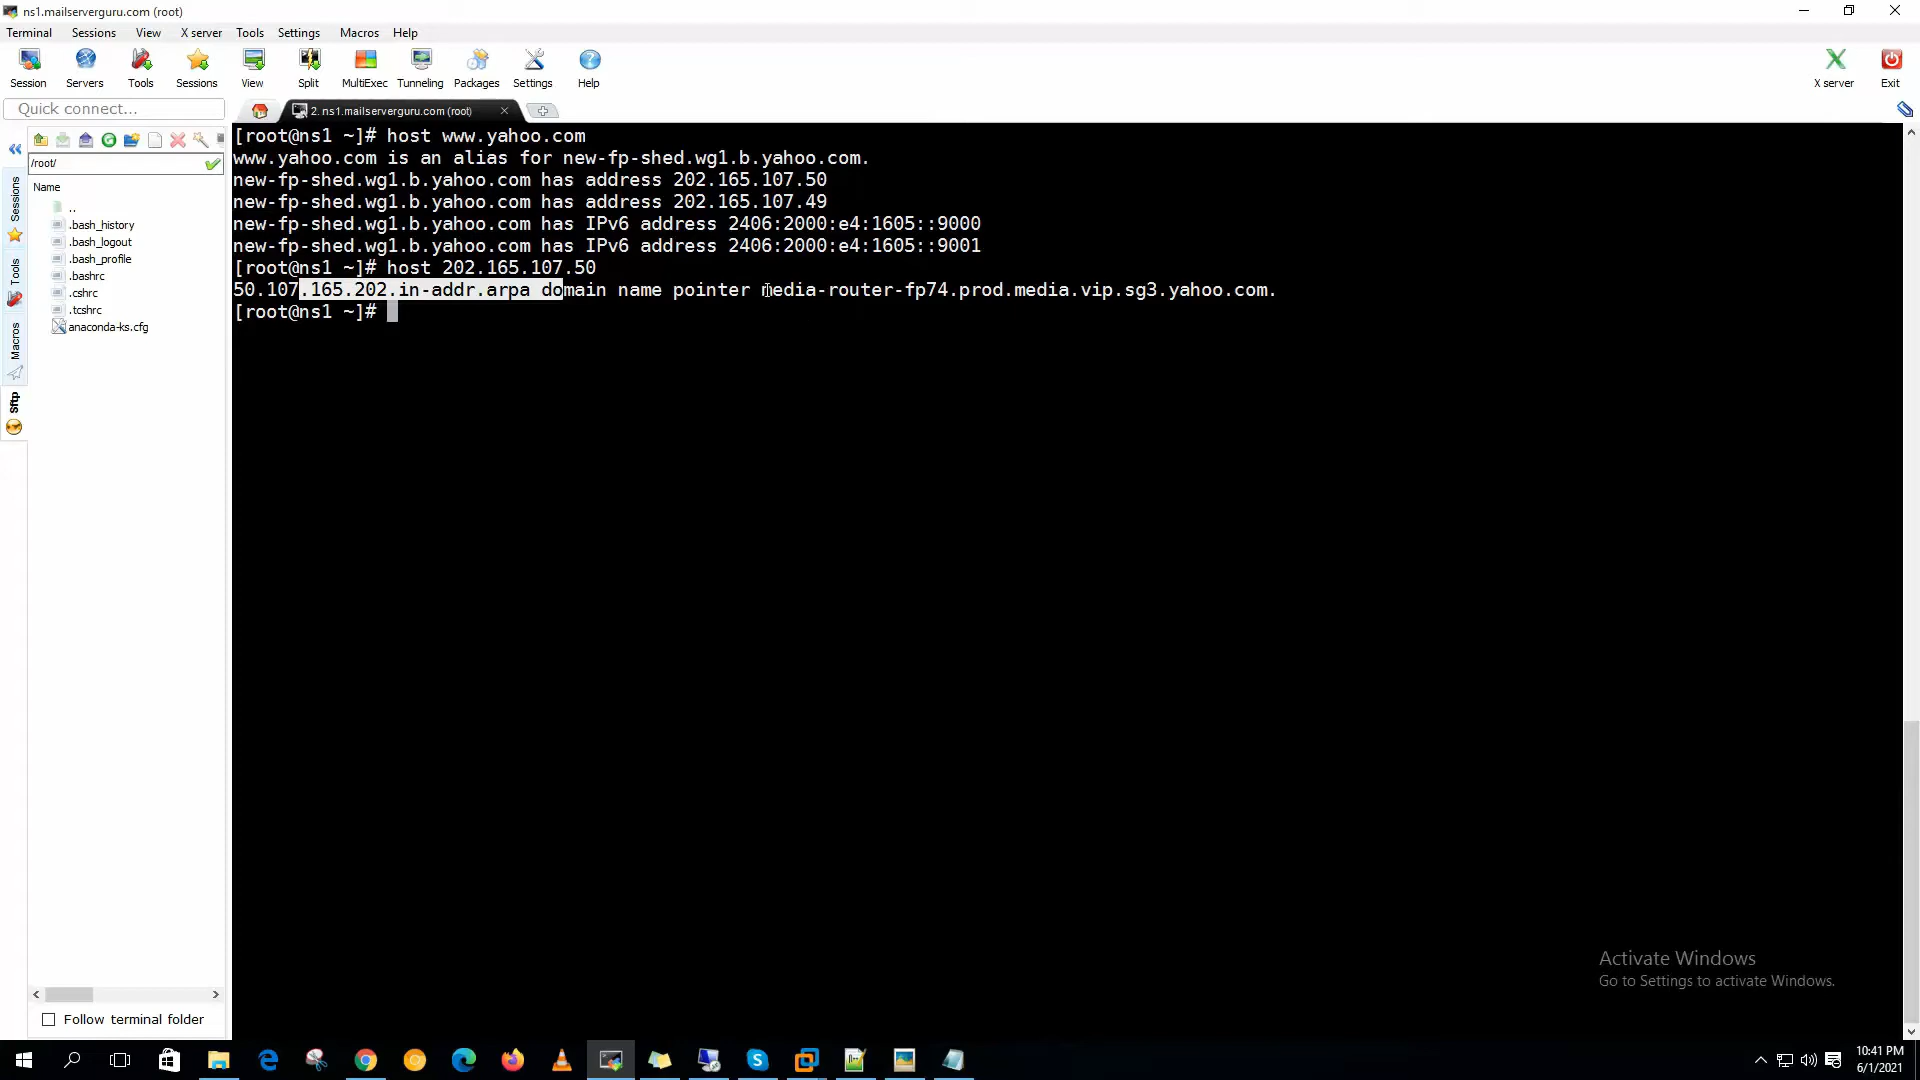 ns1.mailserverguru.com (root)
Terminal Sessions View X server Tools Settings Macros Help
Session Servers Tools Sessions View Split MultiExec Tunneling Packages Settings Help X server Exit
Quick connect...
2. ns1.mailserverguru.com (root)
/root/
Name
..
.bash_history
.bash_logout
.bash_profile
.bashrc
.cshrc
.tcshrc
anaconda-ks.cfg
Sessions
Tools
Macros
Sftp
Follow terminal folder
[root@ns1 ~]# host www.yahoo.com
www.yahoo.com is an alias for new-fp-shed.wg1.b.yahoo.com.
new-fp-shed.wg1.b.yahoo.com has address 202.165.107.50
new-fp-shed.wg1.b.yahoo.com has address 202.165.107.49
new-fp-shed.wg1.b.yahoo.com has IPv6 address 2406:2000:e4:1605::9000
new-fp-shed.wg1.b.yahoo.com has IPv6 address 2406:2000:e4:1605::9001
[root@ns1 ~]# host 202.165.107.50
50.107.165.202.in-addr.arpa domain name pointer media-router-fp74.prod.media.vip.sg3.yahoo.com.
[root@ns1 ~]#
Activate Windows
Go to Settings to activate Windows.
10:41 PM
6/1/2021